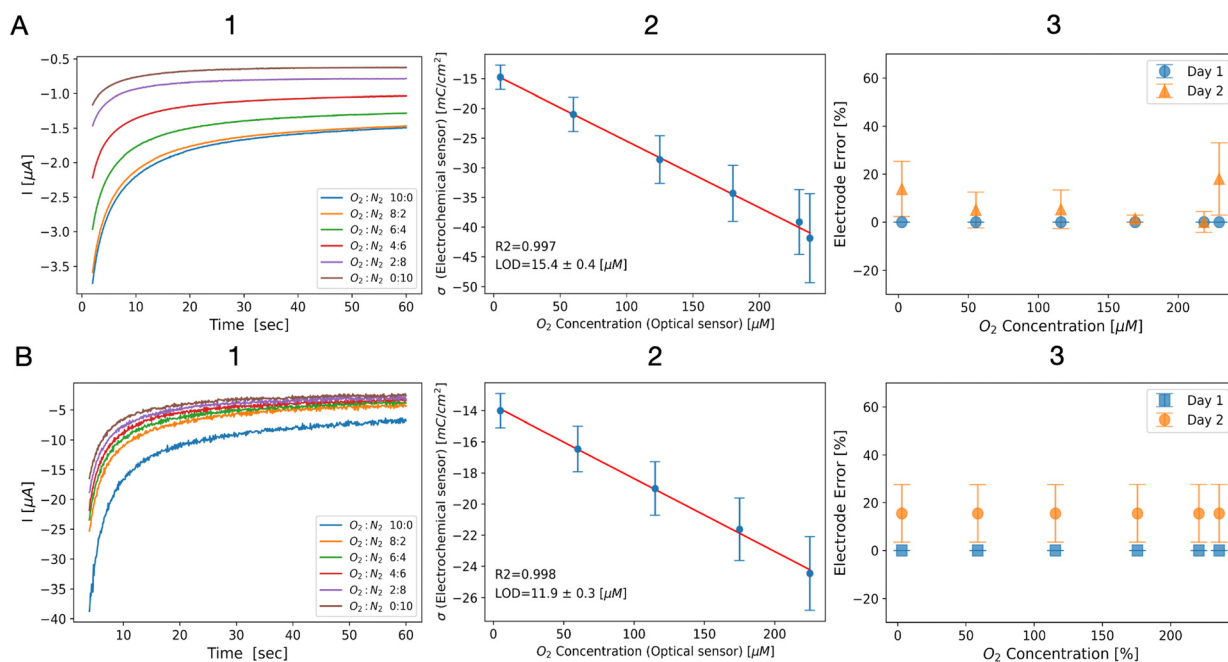 A
1
2
3
I [μA]
−0.5
−1.0
−1.5
−2.0
−2.5
−3.0
−3.5
O₂:N₂ 10:0
O₂:N₂ 8:2
O₂:N₂ 6:4
O₂:N₂ 4:6
O₂:N₂ 2:8
O₂:N₂ 0:10
0 10 20 30 40 50 60
Time [sec]
σ (Electrochemical sensor) [mC/cm²]
−15
−20
−25
−30
−35
−40
−45
−50
R2=0.997
LOD=15.4 ± 0.4 [μM]
0 50 100 150 200
O₂ Concentration (Optical sensor) [μM]
Electrode Error [%]
60
40
20
0
−20
Day 1
Day 2
0 50 100 150 200
O₂ Concentration [μM]
B
1
2
3
I [μA]
−5
−10
−15
−20
−25
−30
−35
−40
O₂:N₂ 10:0
O₂:N₂ 8:2
O₂:N₂ 6:4
O₂:N₂ 4:6
O₂:N₂ 2:8
O₂:N₂ 0:10
10 20 30 40 50 60
Time [sec]
σ (Electrochemical sensor) [mC/cm²]
−14
−16
−18
−20
−22
−24
−26
R2=0.998
LOD=11.9 ± 0.3 [μM]
0 50 100 150 200
O₂ Concentration (Optical sensor) [μM]
Electrode Error [%]
60
40
20
0
−20
Day 1
Day 2
0 50 100 150 200
O₂ Concentration [%]